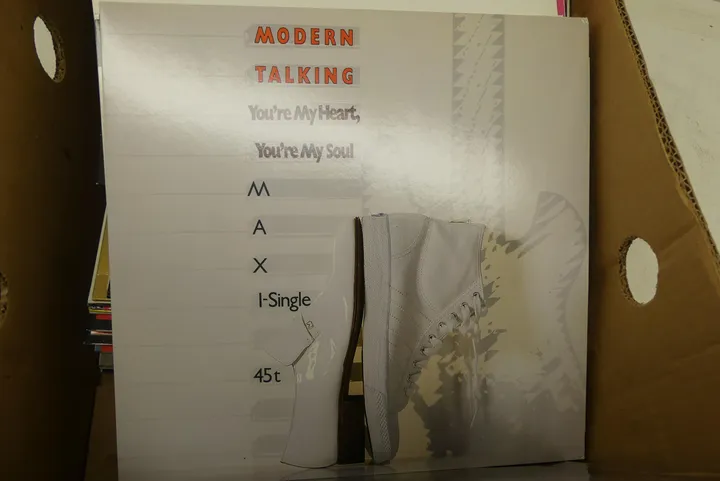 MODERN
TALKING
You're My Heart,
You're My Soul
M
A
X
I-Single
45t